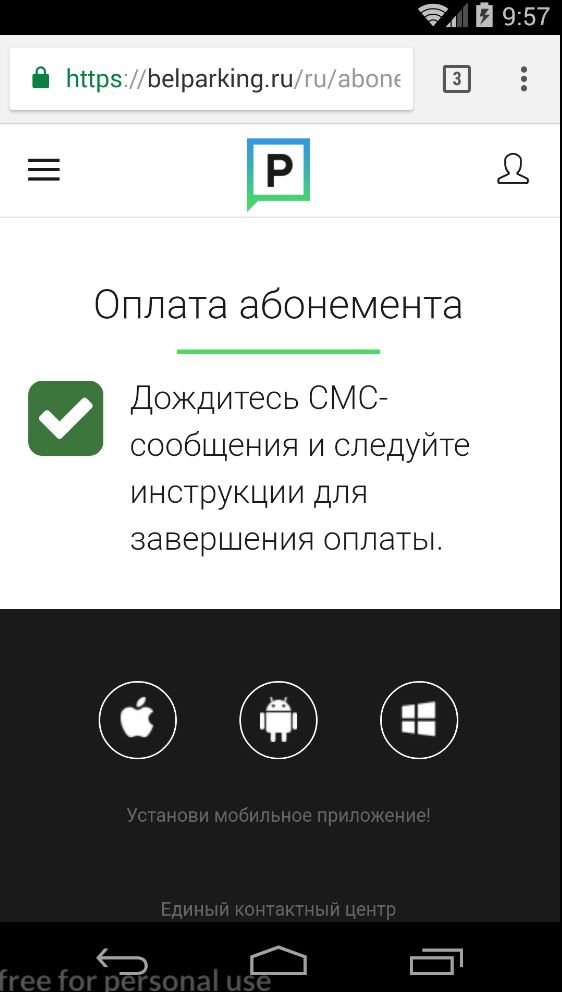 9:57
https://belparking.ru/ru/abone
3
P
Оплата абонемента
Дождитесь СМС-
сообщения и следуйте
инструкции для
завершения оплаты.
Установи мобильное приложение!
Единый контактный центр
free for personal use